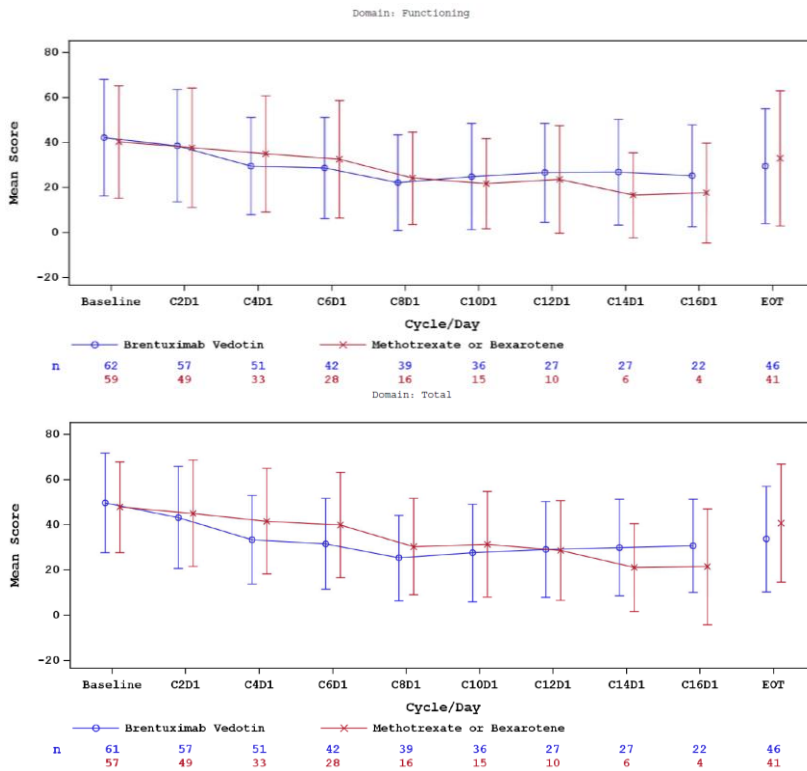 Domain: Functioning
80
60
40
20
0
-20
Mean Score
Baseline C2D1 C4D1 C6D1 C8D1 C10D1 C12D1 C14D1 C16D1 EOT
Cycle/Day
Brentuximab Vedotin Methotrexate or Bexarotene
n 62 57 51 42 39 36 27 27 22 46
59 49 33 28 16 15 10 6 4 41
Domain: Total
80
60
40
20
0
-20
Mean Score
Baseline C2D1 C4D1 C6D1 C8D1 C10D1 C12D1 C14D1 C16D1 EOT
Cycle/Day
Brentuximab Vedotin Methotrexate or Bexarotene
n 61 57 51 42 39 36 27 27 22 46
57 49 33 28 16 15 10 6 4 41